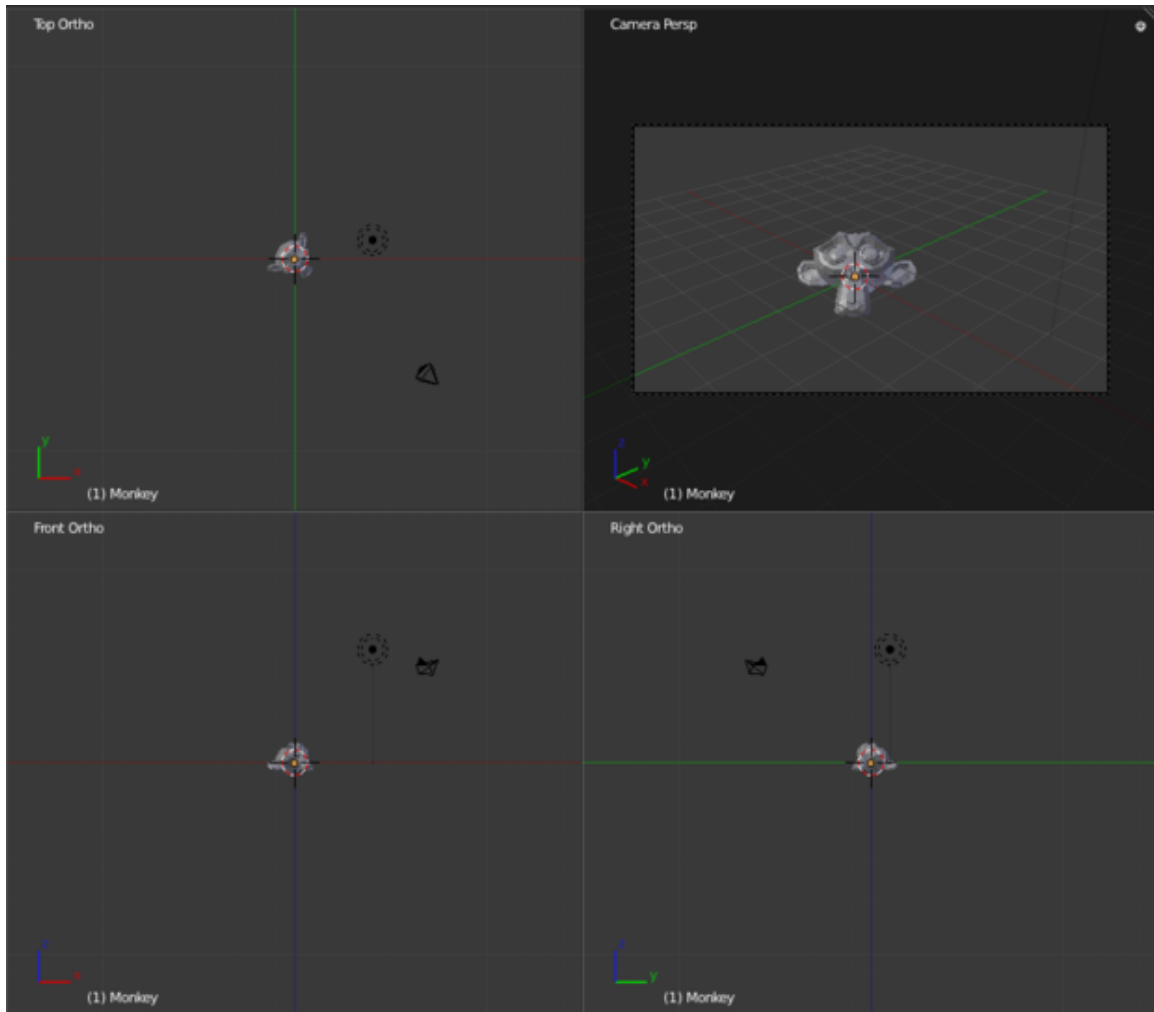 Top Ortho
y
x
(1) Monkey
Camera Persp
z
y
x
(1) Monkey
Front Ortho
z
x
(1) Monkey
Right Ortho
z
y
(1) Monkey